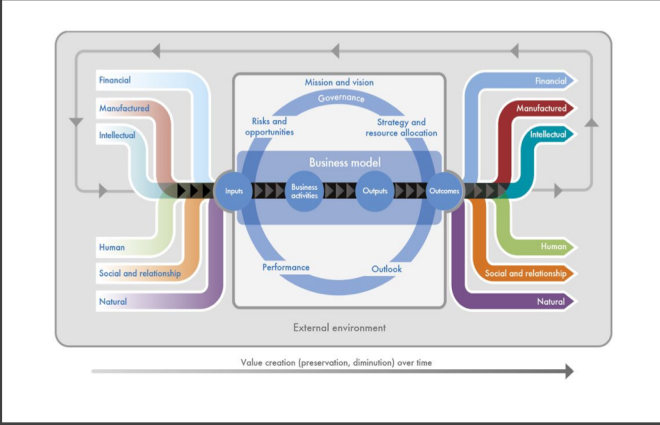 Financial
Manufactured
Intellectual
Human
Social and relationship
Natural
Mission and vision
Governance
Risks and
opportunities
Strategy and
resource allocation
Business model
Inputs
Business
activities
Outputs
Outcomes
Performance
Outlook
Financial
Manufactured
Intellectual
Human
Social and relationship
Natural
External environment
Value creation (preservation, diminution) over time